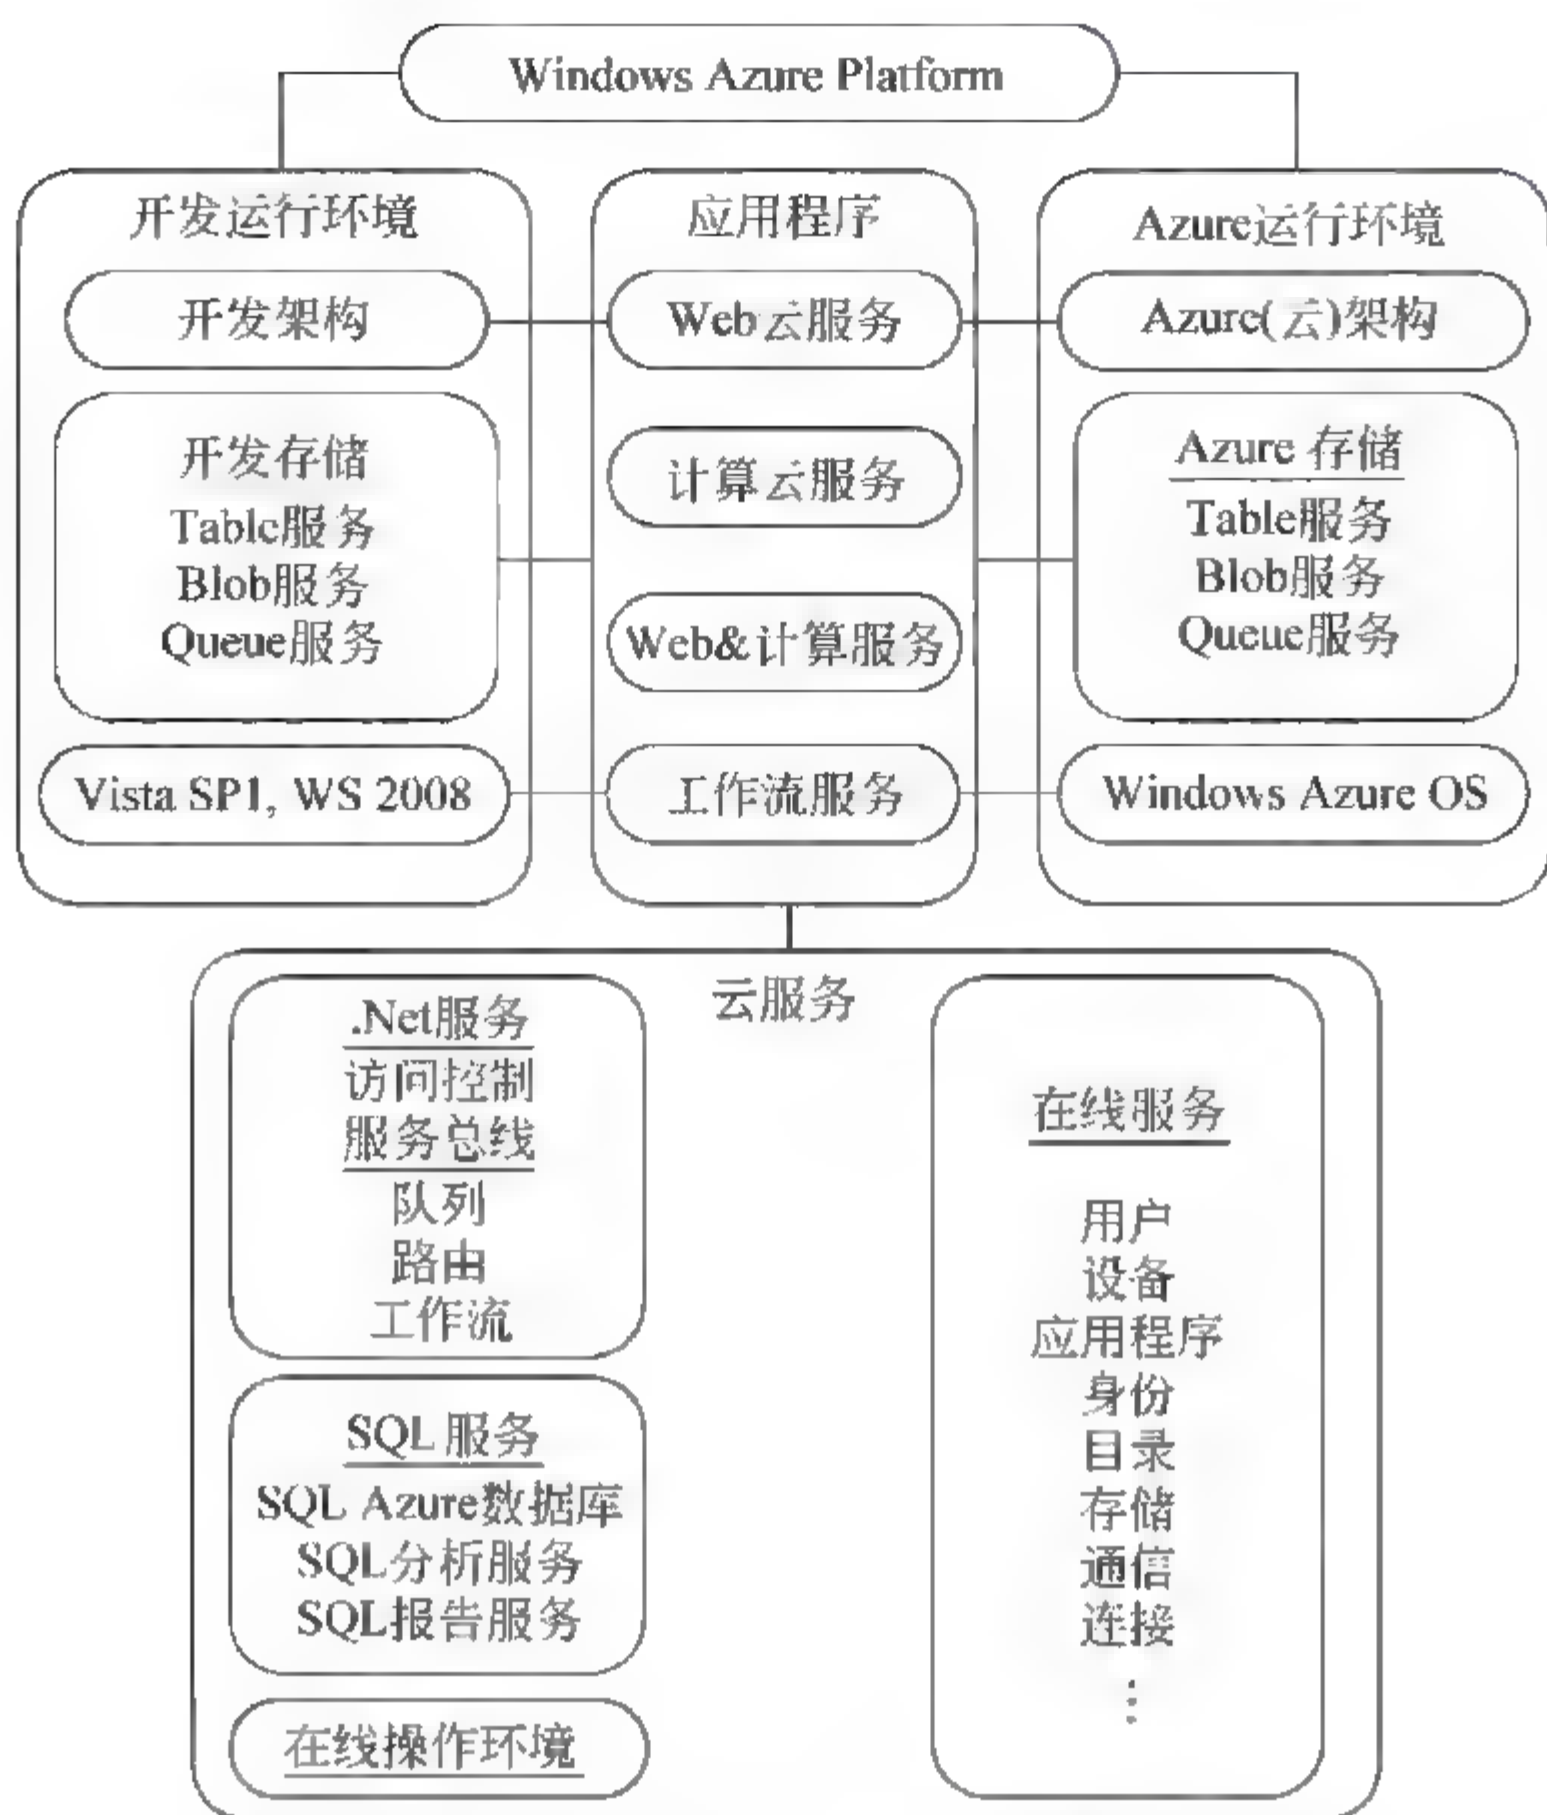 Windows Azure Platform
开发运行环境
开发架构
开发存储
Table服务
Blob服务
Queue服务
Vista SP1, WS 2008
应用程序
Web云服务
计算云服务
Web&计算服务
工作流服务
Azure运行环境
Azure(云)架构
Azure 存储
Table服务
Blob服务
Queue服务
Windows Azure OS
云服务
.Net服务
访问控制
服务总线
队列
路由
工作流
SQL 服务
SQL Azure数据库
SQL分析服务
SQL报告服务
在线操作环境
在线服务
用户
设备
应用程序
身份
目录
存储
通信
连接
⋮